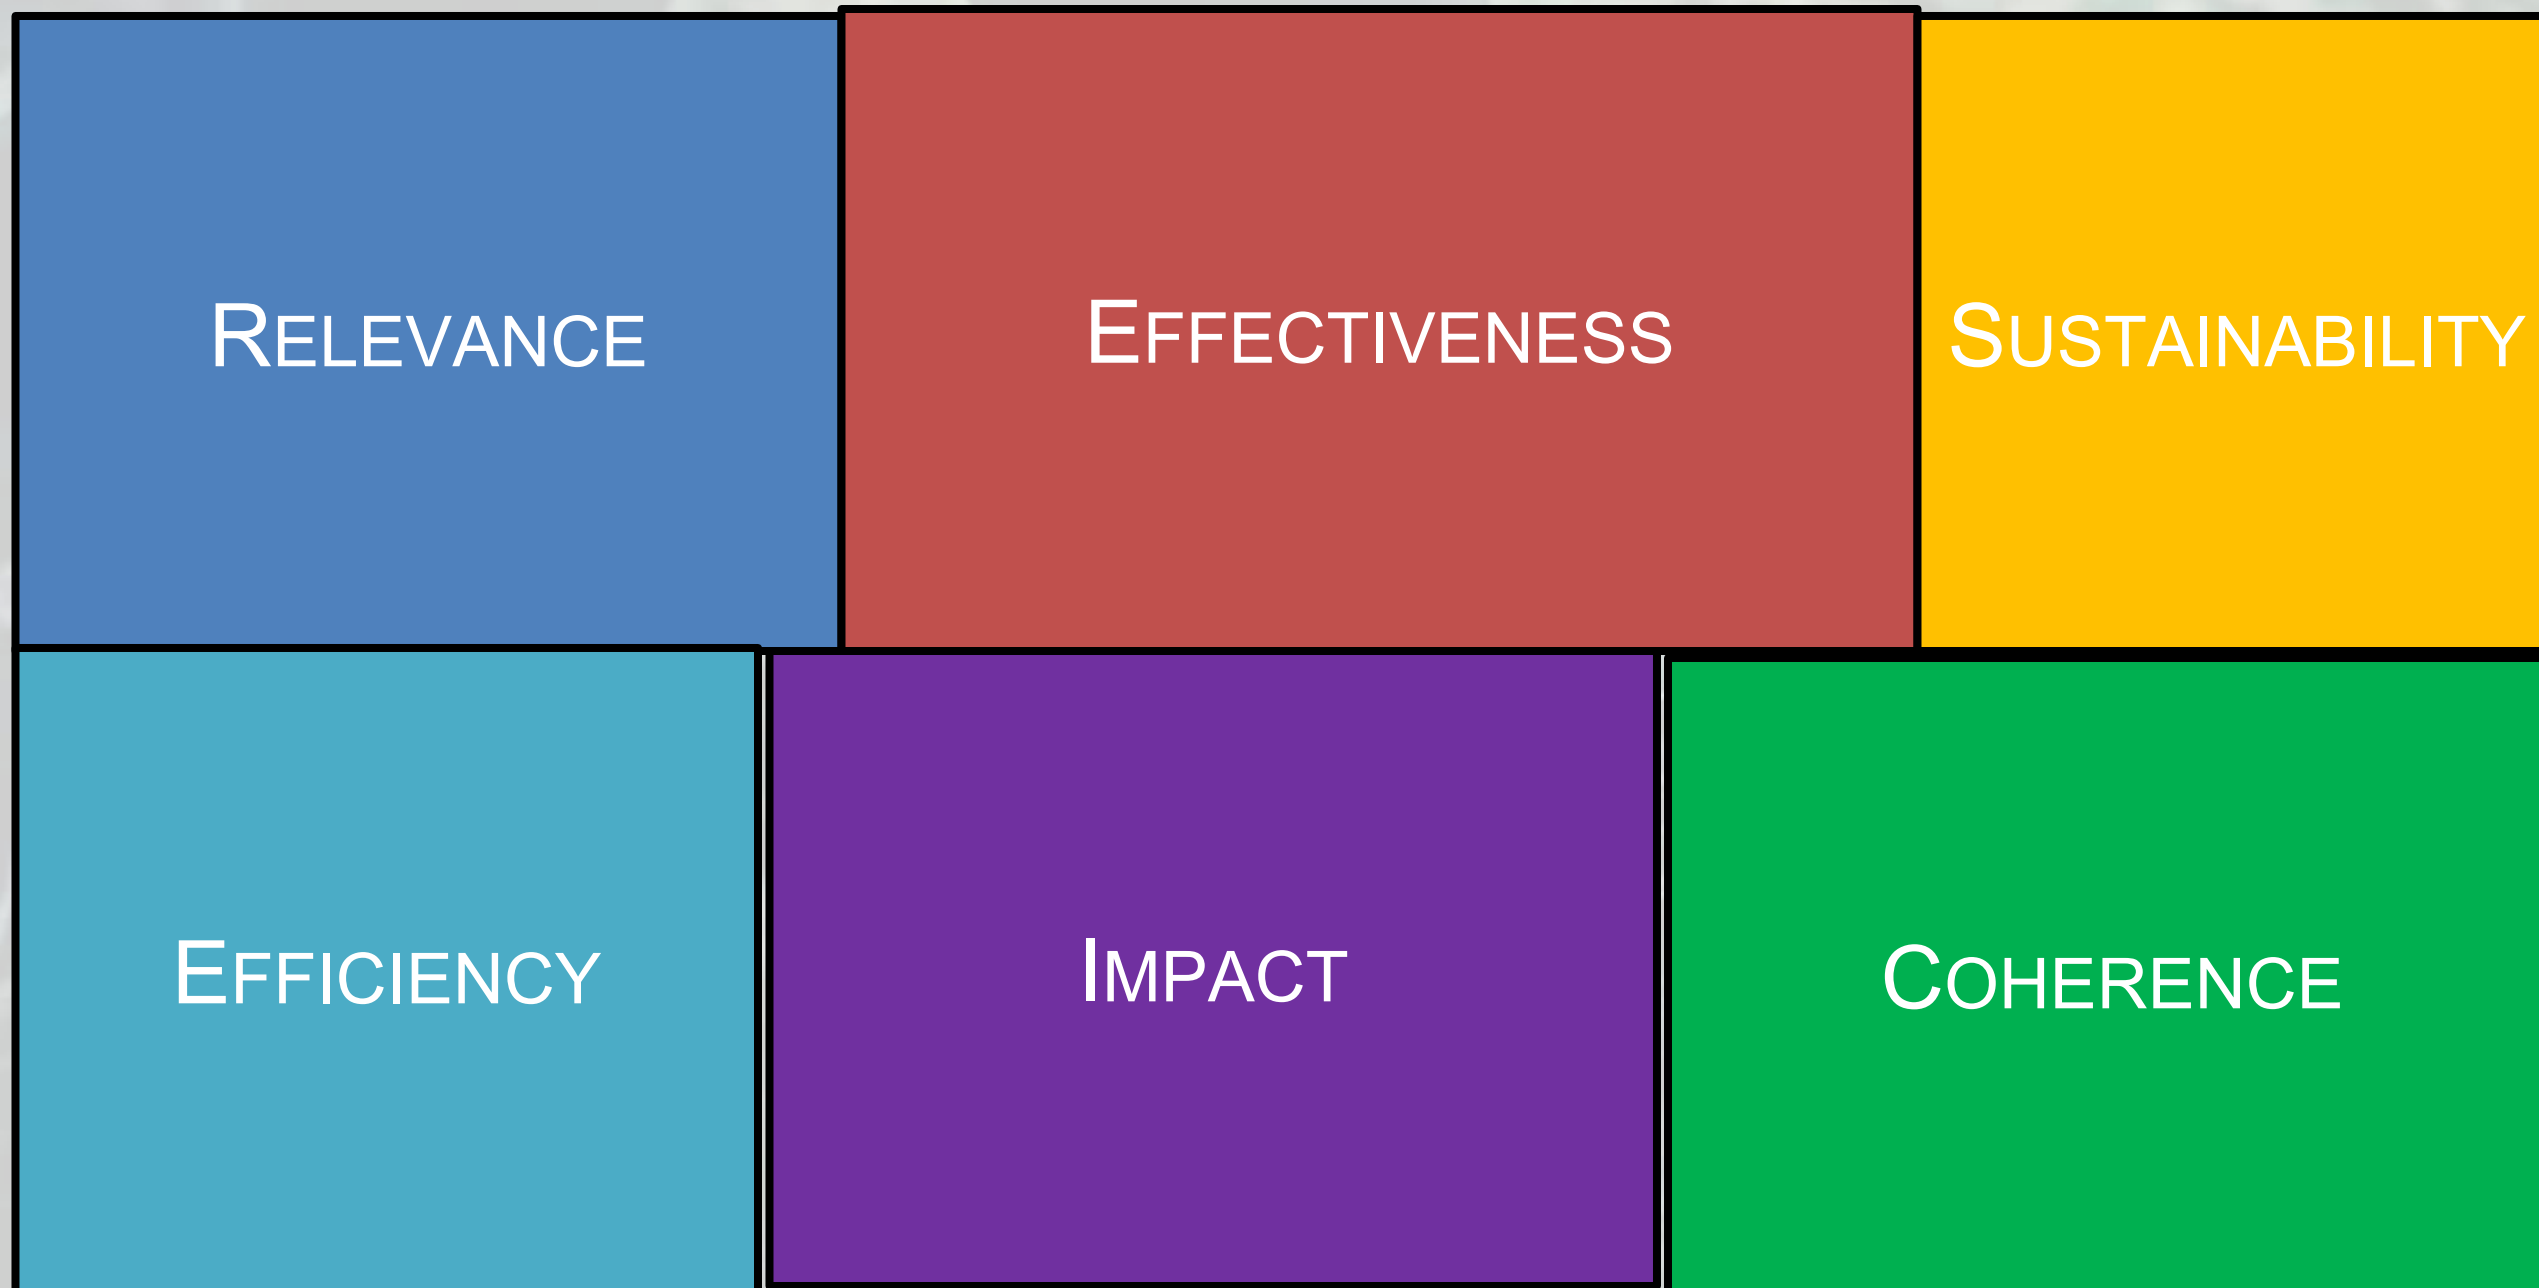 RELEVANCE
EFFECTIVENESS
SUSTAINABILITY
EFFICIENCY
IMPACT
COHERENCE